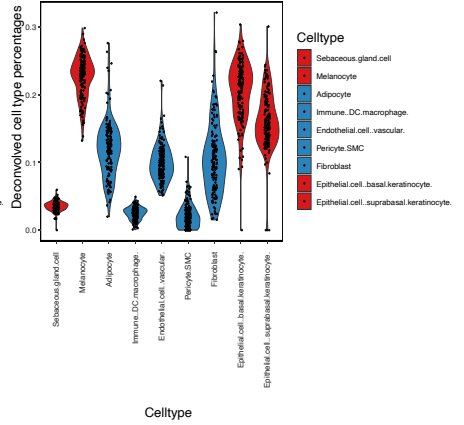 Deconvolved cell type percentages
0.3
0.2
0.1
0.0
e.
Sebaceous.gland.cell
Melanocyte
Adipocyte
Immune..DC.macrophage.
Endothelial.cell..vascular.
Pericyte.SMC
Fibroblast
Epithelial.cell..basal.keratinocyte.
Epithelial.cell..suprabasal.keratinocyte.
Celltype
Celltype
Sebaceous.gland.cell
Melanocyte
Adipocyte
Immune..DC.macrophage.
Endothelial.cell..vascular.
Pericyte.SMC
Fibroblast
Epithelial.cell..basal.keratinocyte.
Epithelial.cell..suprabasal.keratinocyte.